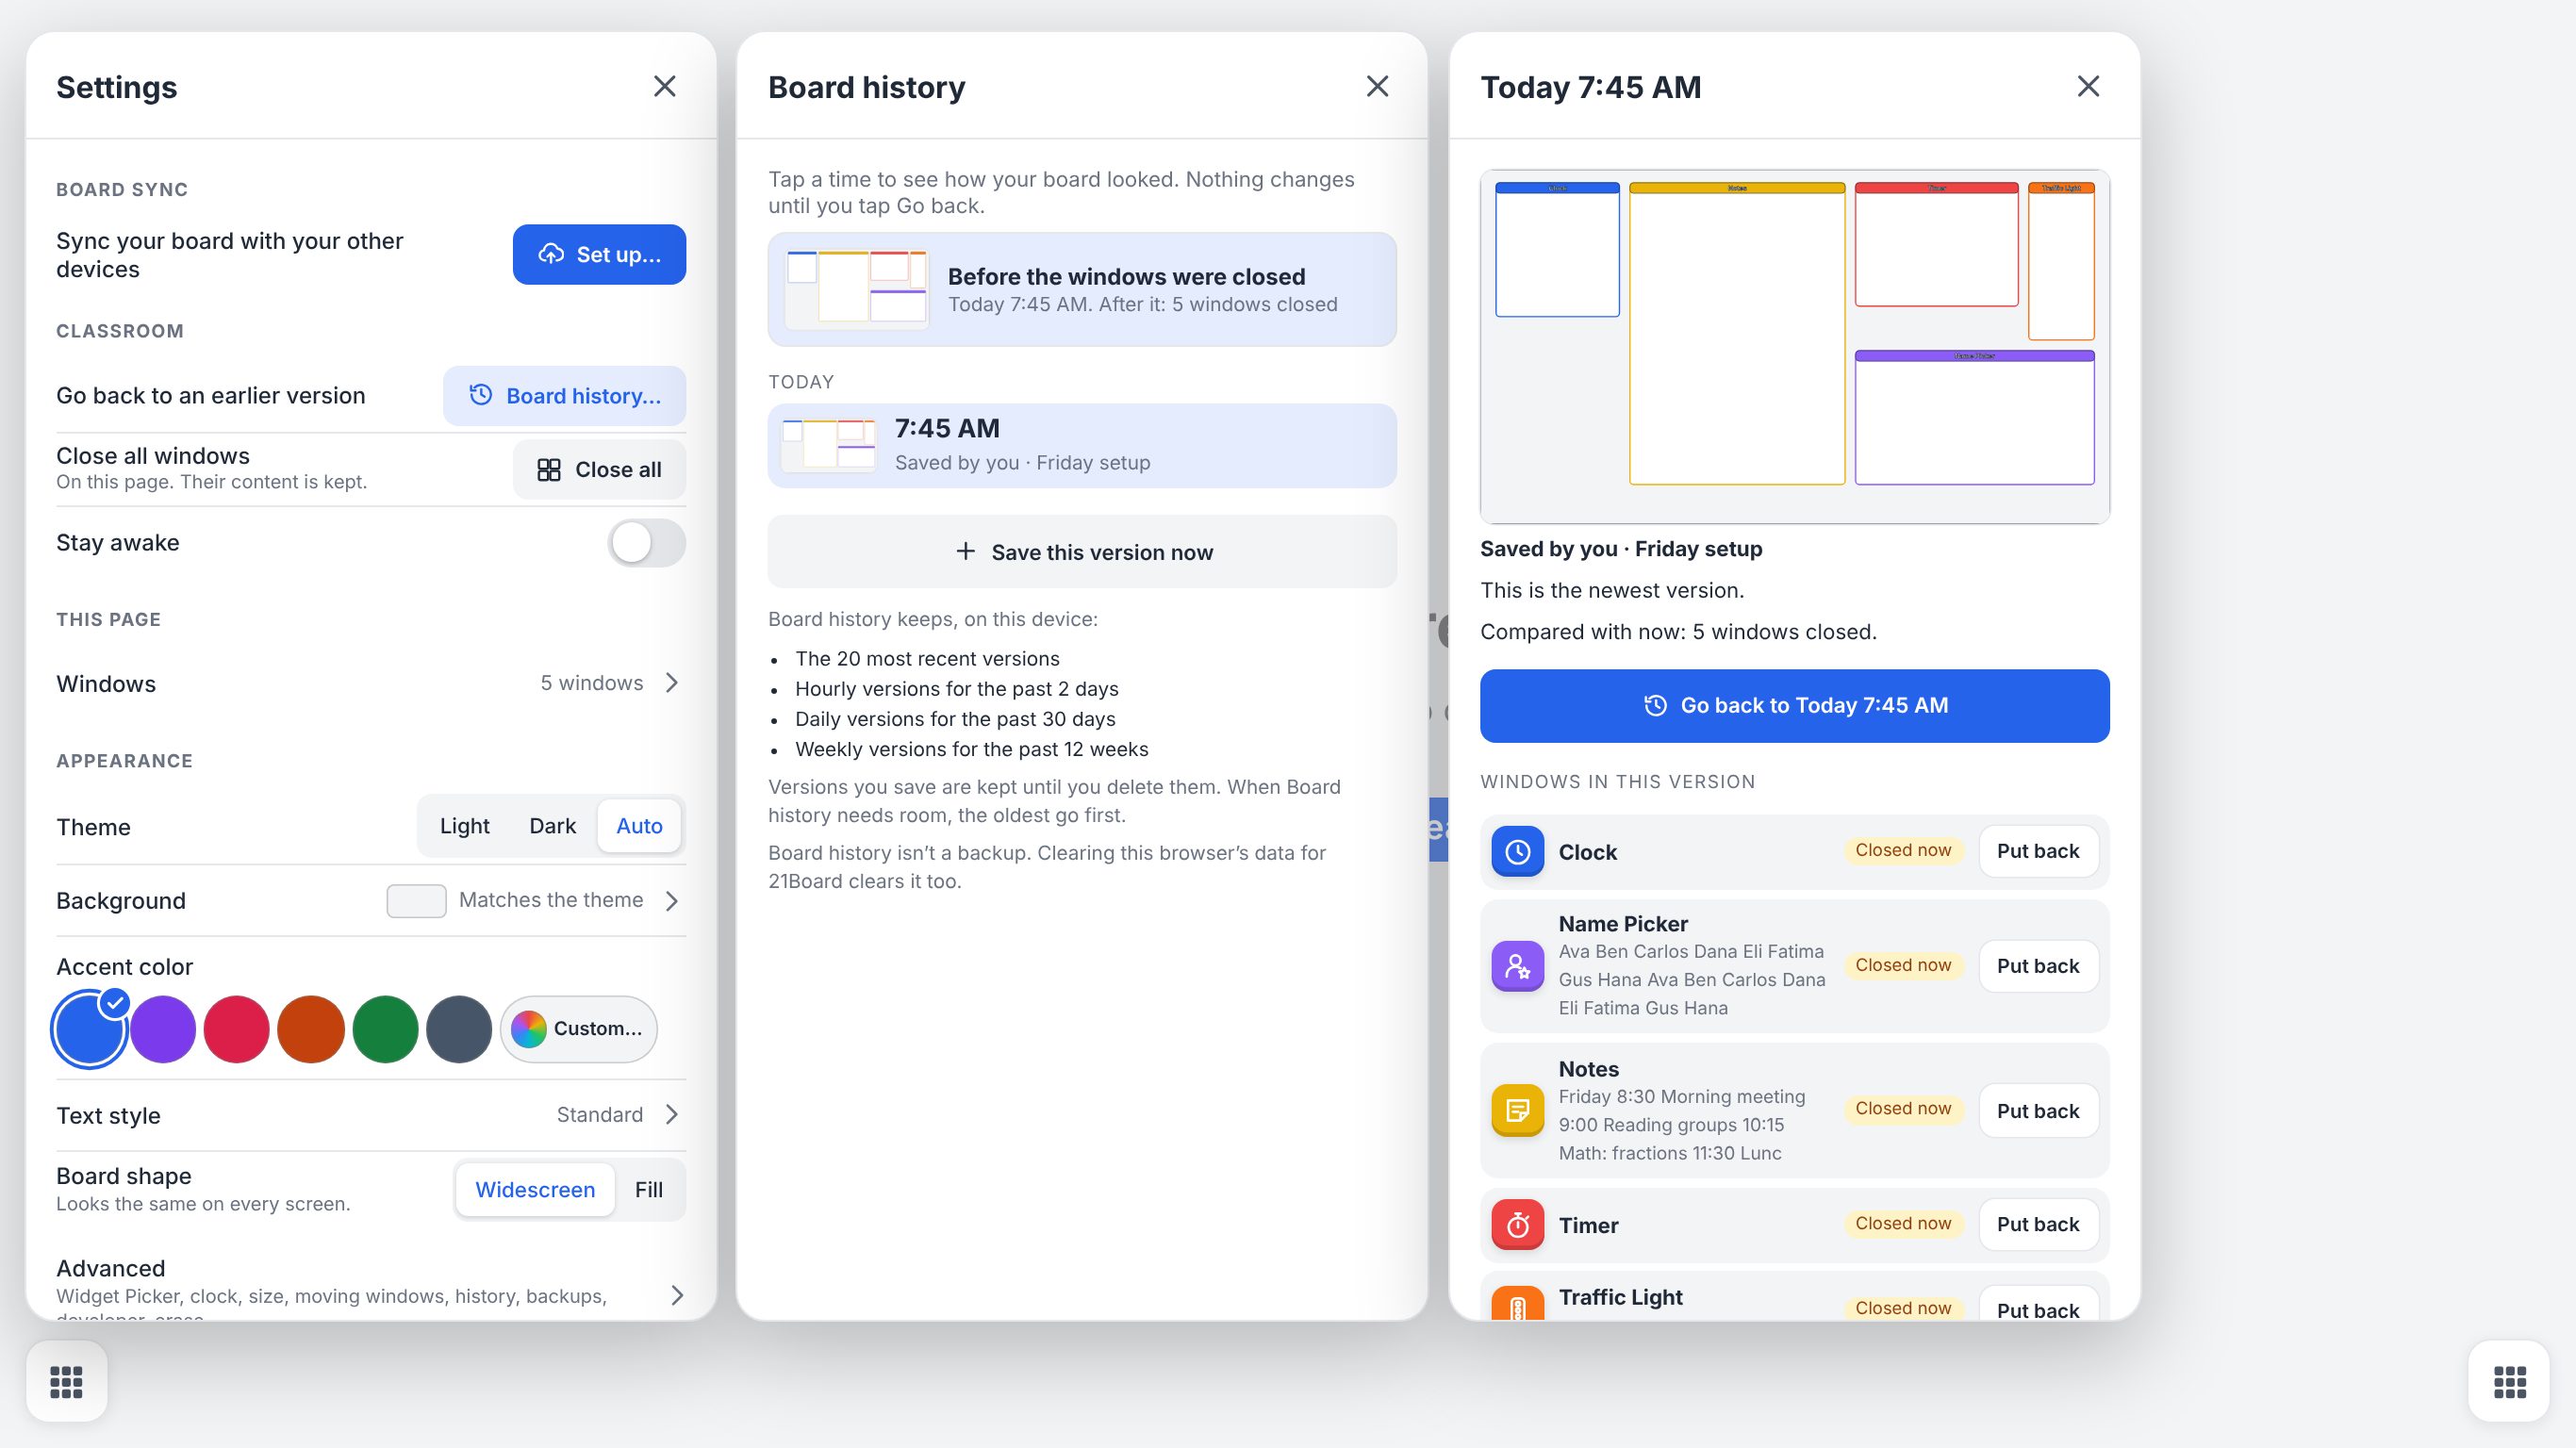 Settings
BOARD SYNC
Sync your board with your other
devices
Set up...
CLASSROOM
Go back to an earlier version
Board history...
Close all windows
On this page. Their content is kept.
Close all
Stay awake
THIS PAGE
Windows
5 windows
APPEARANCE
Theme
Light
Dark
Auto
Background
Matches the theme
Accent color
Custom...
Text style
Standard
Board shape
Looks the same on every screen.
Widescreen
Fill
Advanced
Widget Picker, clock, size, moving windows, history, backups,
Board history
Tap a time to see how your board looked. Nothing changes
until you tap Go back.
Before the windows were closed
Today 7:45 AM. After it: 5 windows closed
TODAY
7:45 AM
Saved by you · Friday setup
Save this version now
Board history keeps, on this device:
• The 20 most recent versions
• Hourly versions for the past 2 days
• Daily versions for the past 30 days
• Weekly versions for the past 12 weeks
Versions you save are kept until you delete them. When Board
history needs room, the oldest go first.
Board history isn’t a backup. Clearing this browser’s data for
21Board clears it too.
Today 7:45 AM
Notes
Timer
Traffic Light
Name Picker
Saved by you · Friday setup
This is the newest version.
Compared with now: 5 windows closed.
Go back to Today 7:45 AM
WINDOWS IN THIS VERSION
Clock
Closed now
Put back
Name Picker
Ava Ben Carlos Dana Eli Fatima
Gus Hana Ava Ben Carlos Dana
Eli Fatima Gus Hana
Closed now
Put back
Notes
Friday 8:30 Morning meeting
9:00 Reading groups 10:15
Math: fractions 11:30 Lunc
Closed now
Put back
Timer
Closed now
Put back
Traffic Light
Closed now
Put back